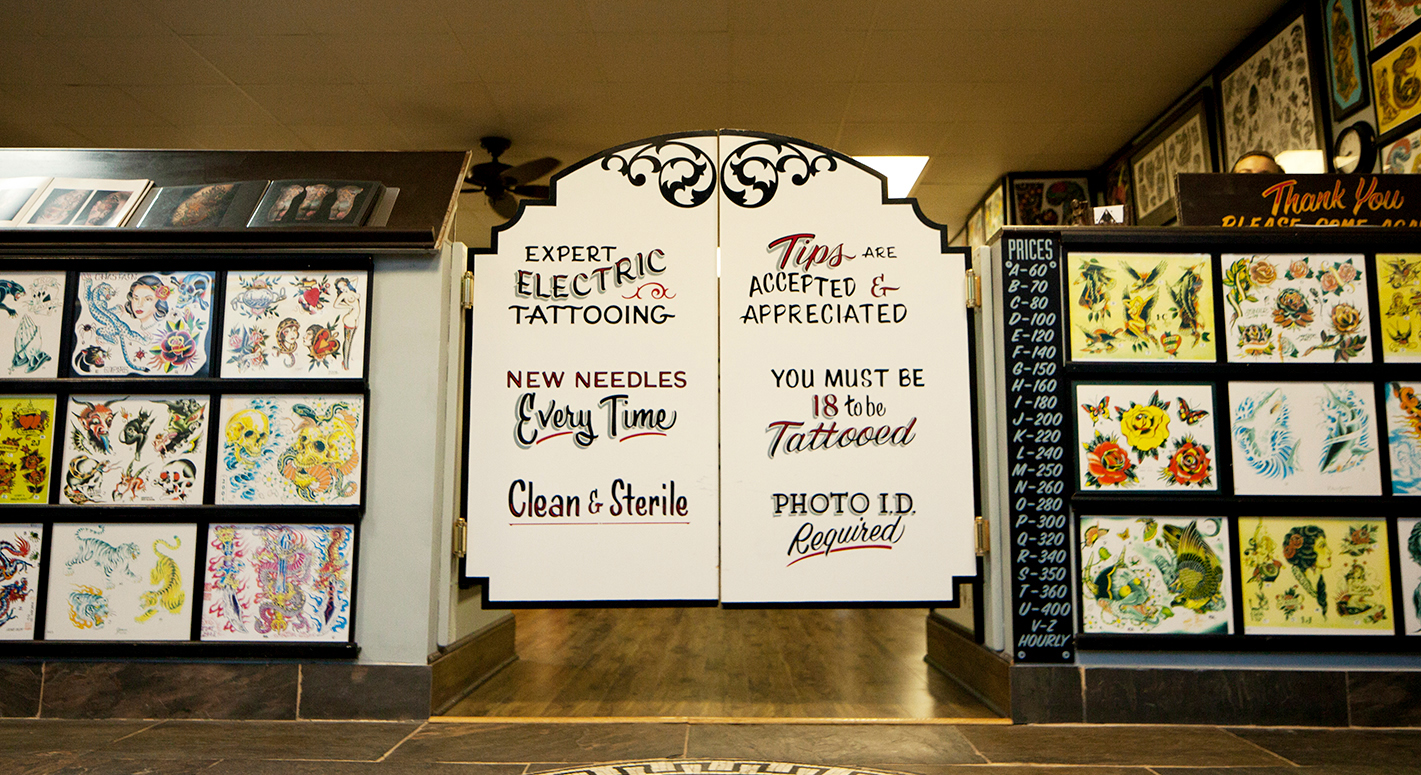 EXPERT
ELECTRIC
TATTOOING
NEW NEEDLES
Every Time
Clean & Sterile
Tips ARE
ACCEPTED &
APPRECIATED
YOU MUST BE
18 to be
Tattooed
PHOTO I.D.
Required
PRICES
A-60
B-70
C-80
D-100
E-120
F-140
G-150
H-160
I-180
J-200
K-220
L-240
M-250
N-260
O-280
P-300
Q-320
R-340
S-350
T-360
U-400
V-Z
HOURLY
Thank You
PLEASE COME